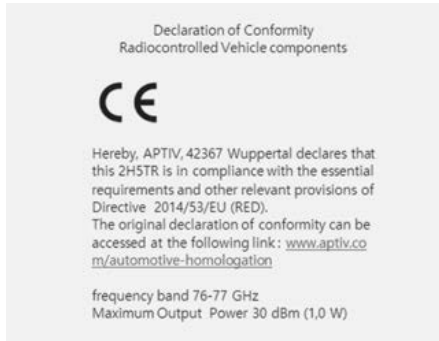 Declaration of Conformity
Radiocontrolled Vehicle components
CE
Hereby, APTIV, 42367 Wuppertal declares that
this 2H5TR is in compliance with the essential
requirements and other relevant provisions of
Directive 2014/53/EU (RED).
The original declaration of conformity can be
accessed at the following link : www.aptiv.co
m/automotive-homologation
frequency band 76-77 GHz
Maximum Output Power 30 dBm (1,0 W)